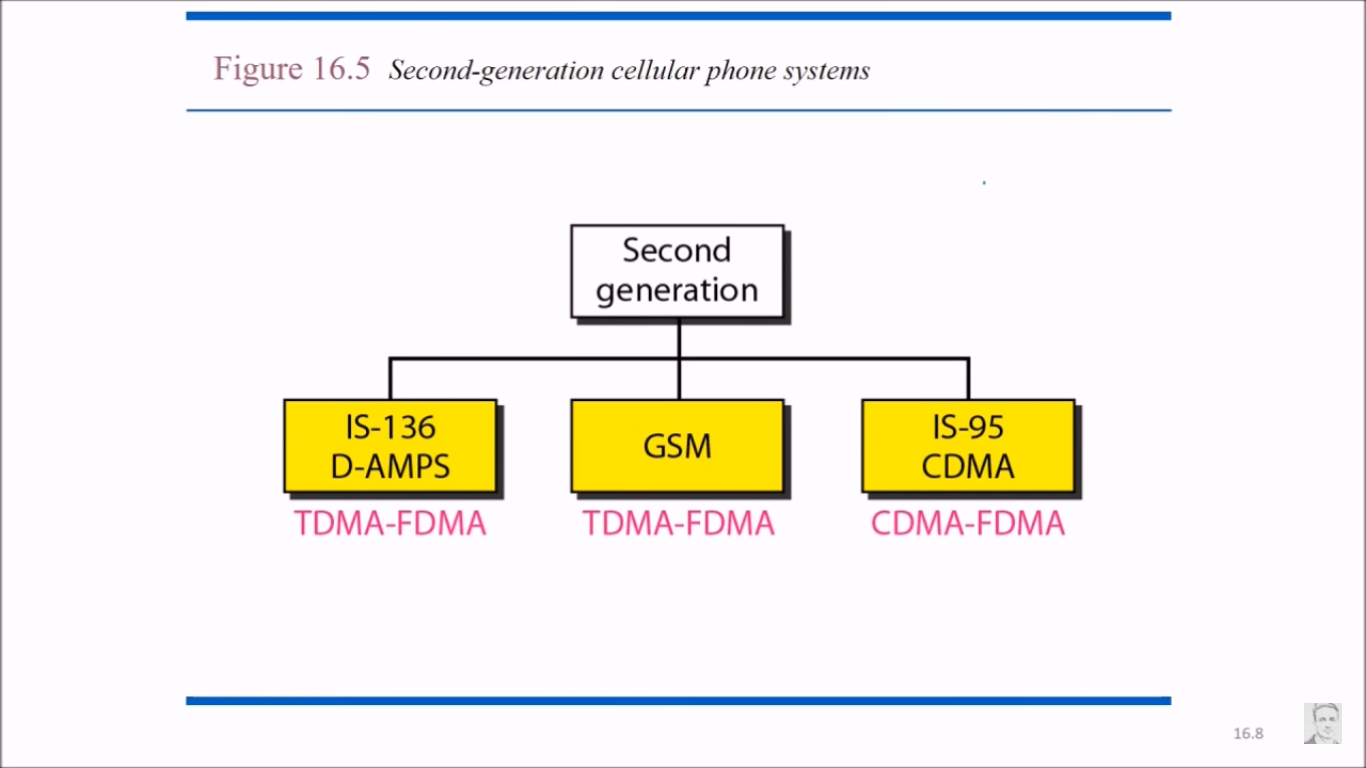 Figure 16.5 Second-generation cellular phone systems
Second
generation
IS-136
D-AMPS
GSM
IS-95
CDMA
TDMA-FDMA
TDMA-FDMA
CDMA-FDMA
16.8